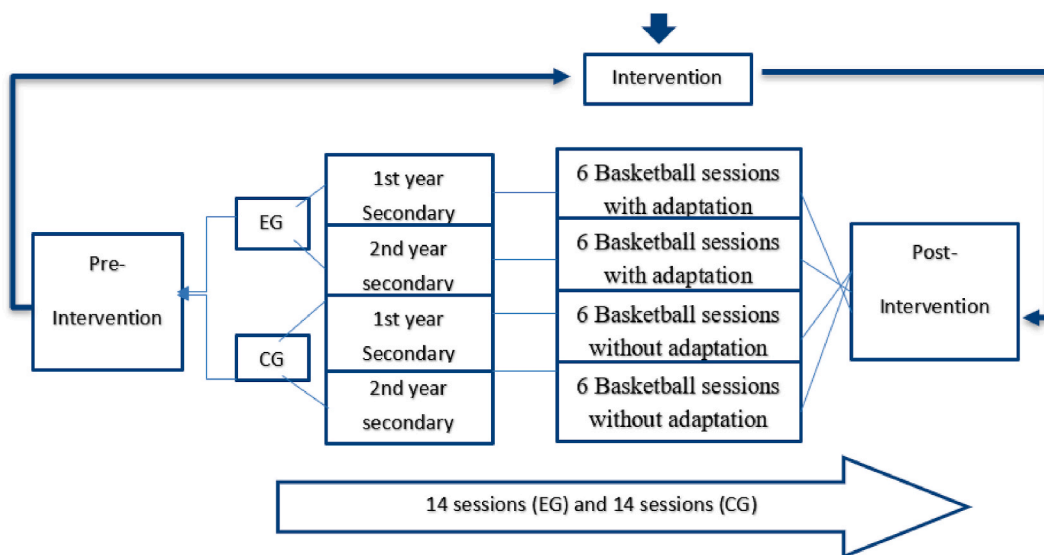 Intervention
Pre-
Intervention
EG
CG
1st year
Secondary
2nd year
secondary
1st year
Secondary
2nd year
secondary
6 Basketball sessions
with adaptation
6 Basketball sessions
with adaptation
6 Basketball sessions
without adaptation
6 Basketball sessions
without adaptation
Post-
Intervention
14 sessions (EG) and 14 sessions (CG)